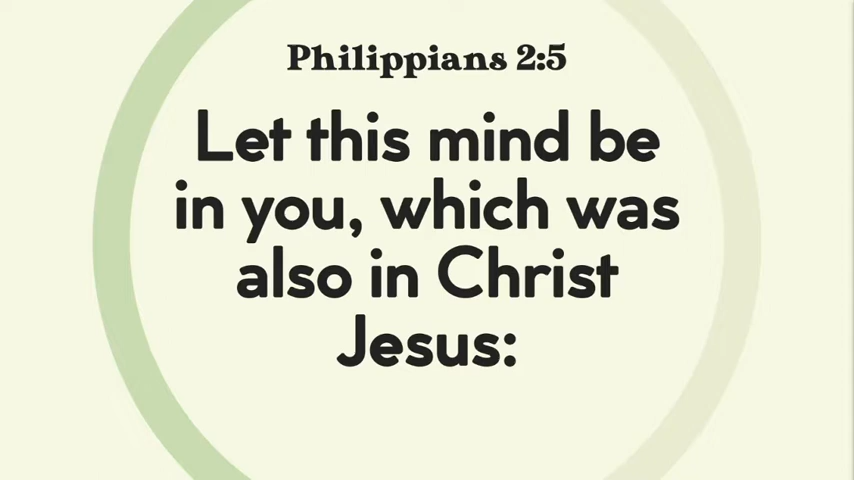 Philippians 2:5
Let this mind be
in you, which was
also in Christ
Jesus: